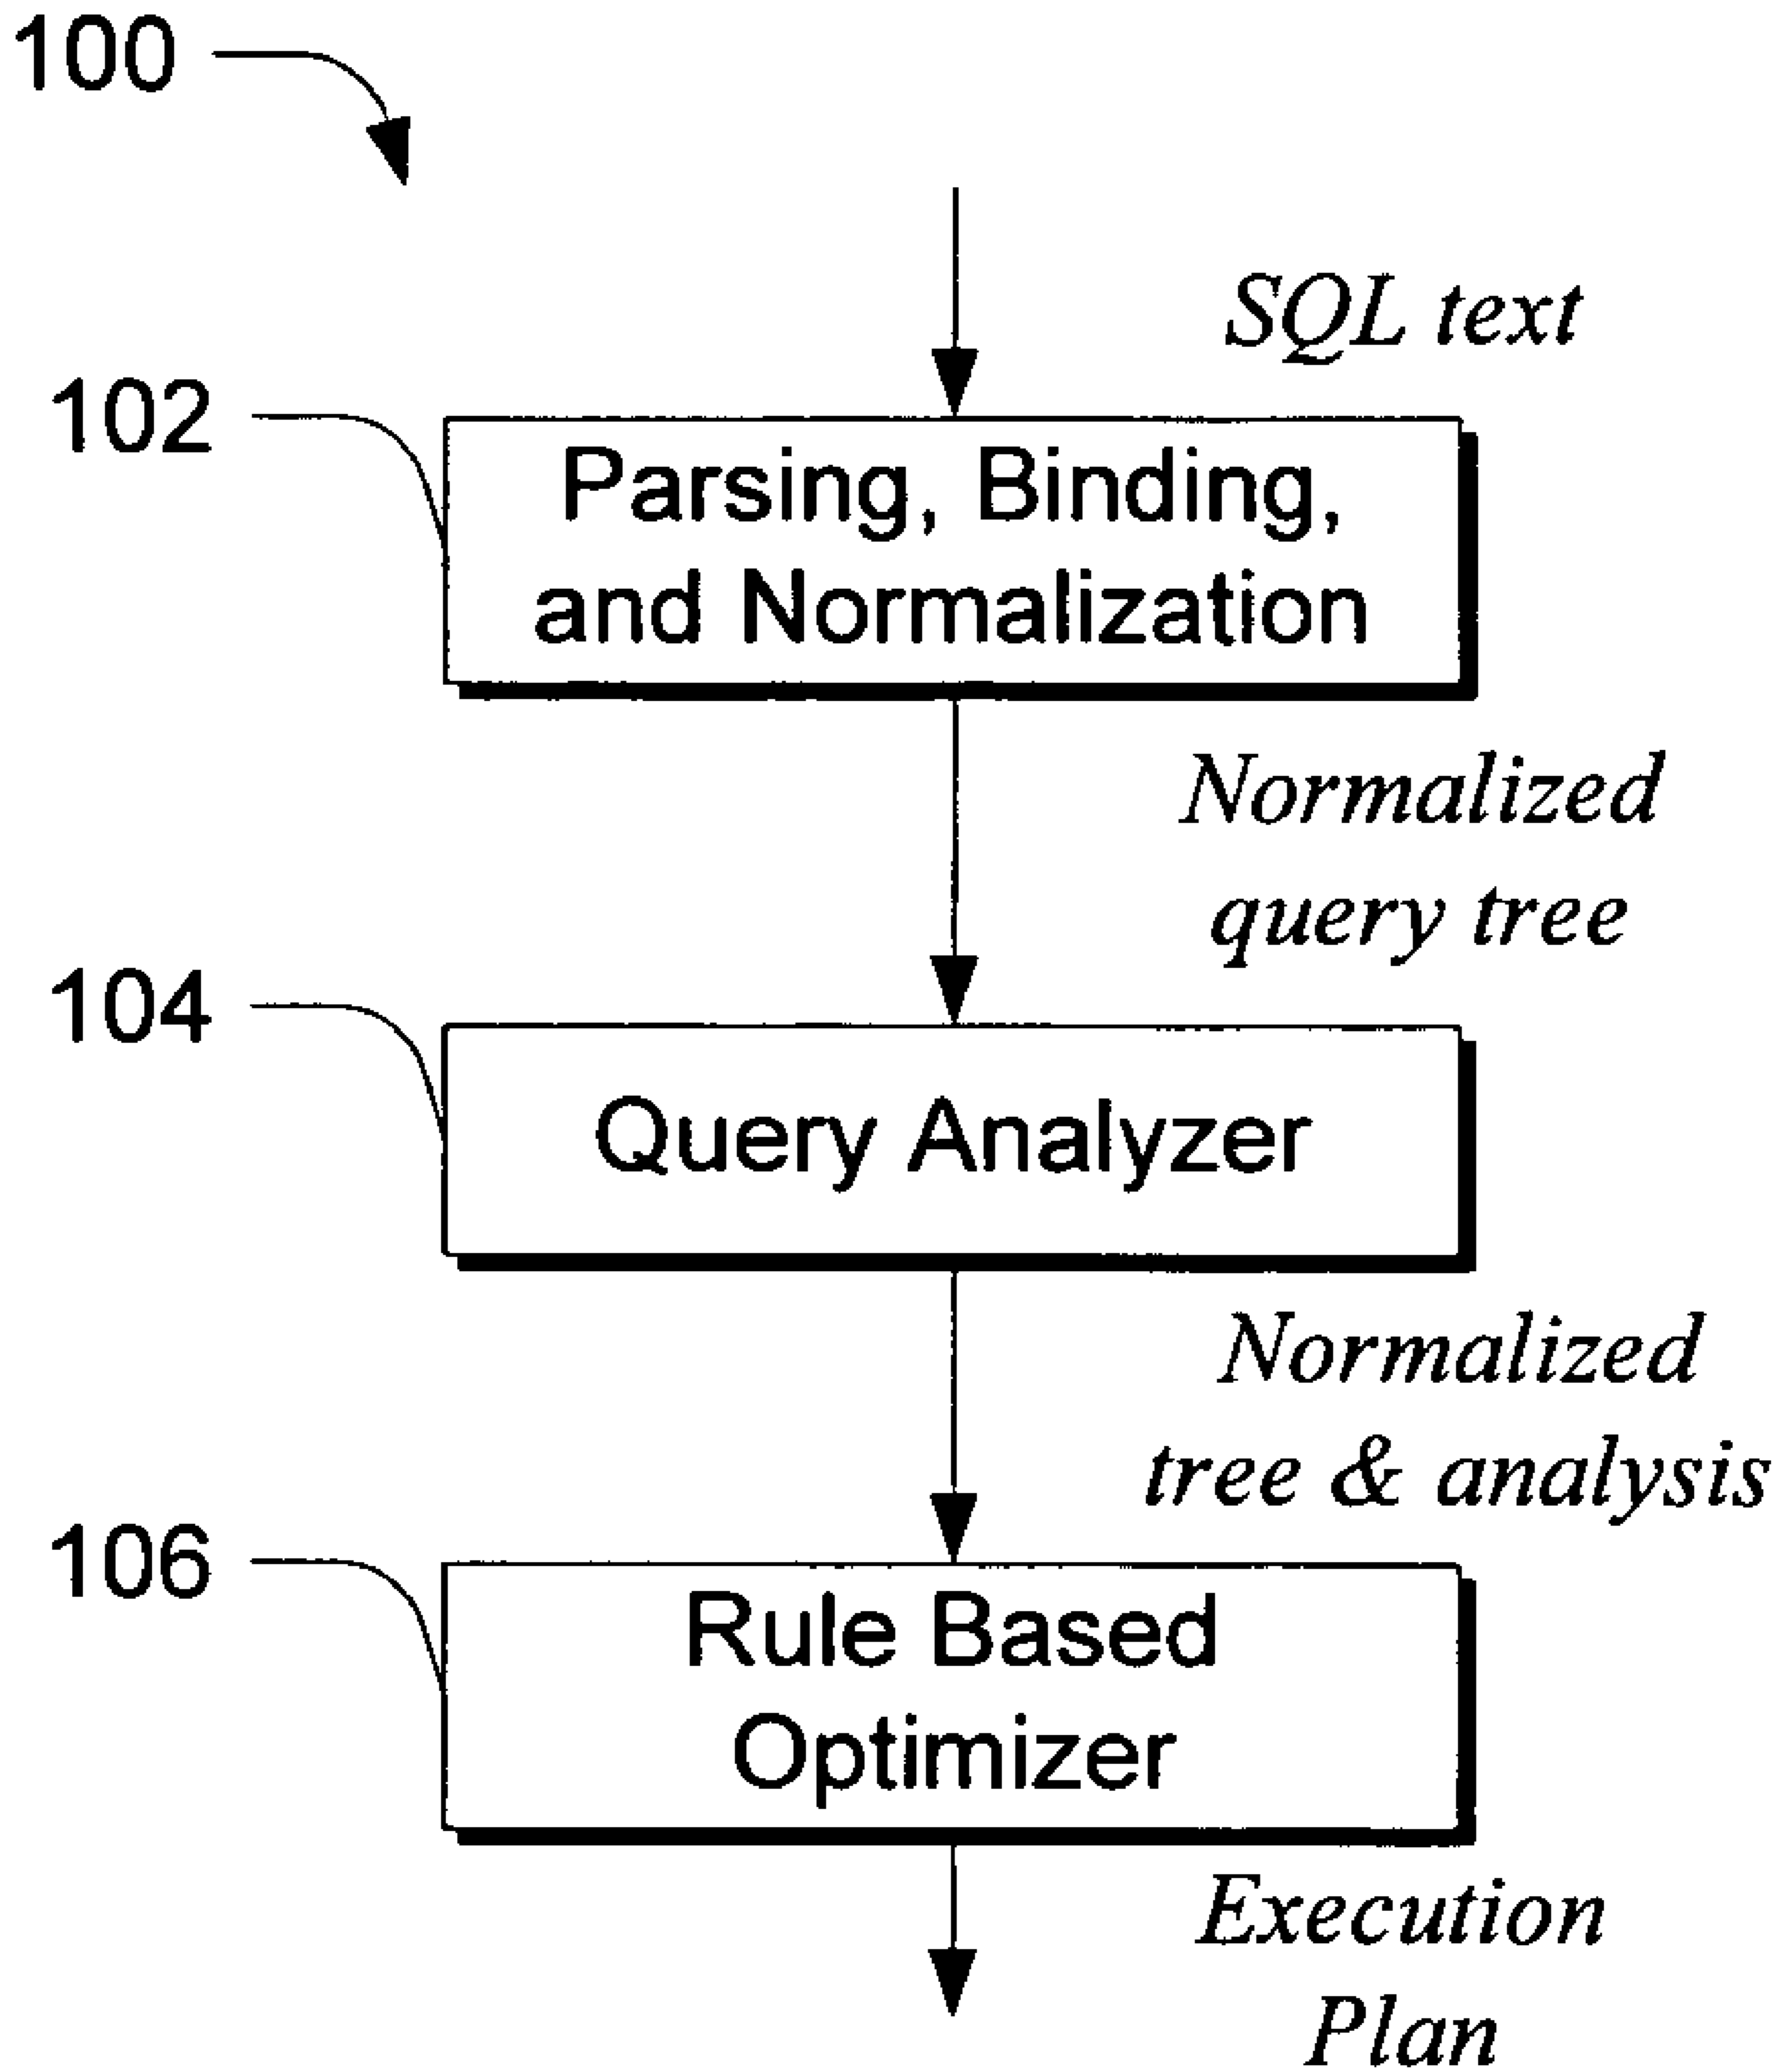 100
SQL text
102
Parsing, Binding,
and Normalization
Normalized
query tree
104
Query Analyzer
Normalized
tree & analysis
106
Rule Based
Optimizer
Execution
Plan